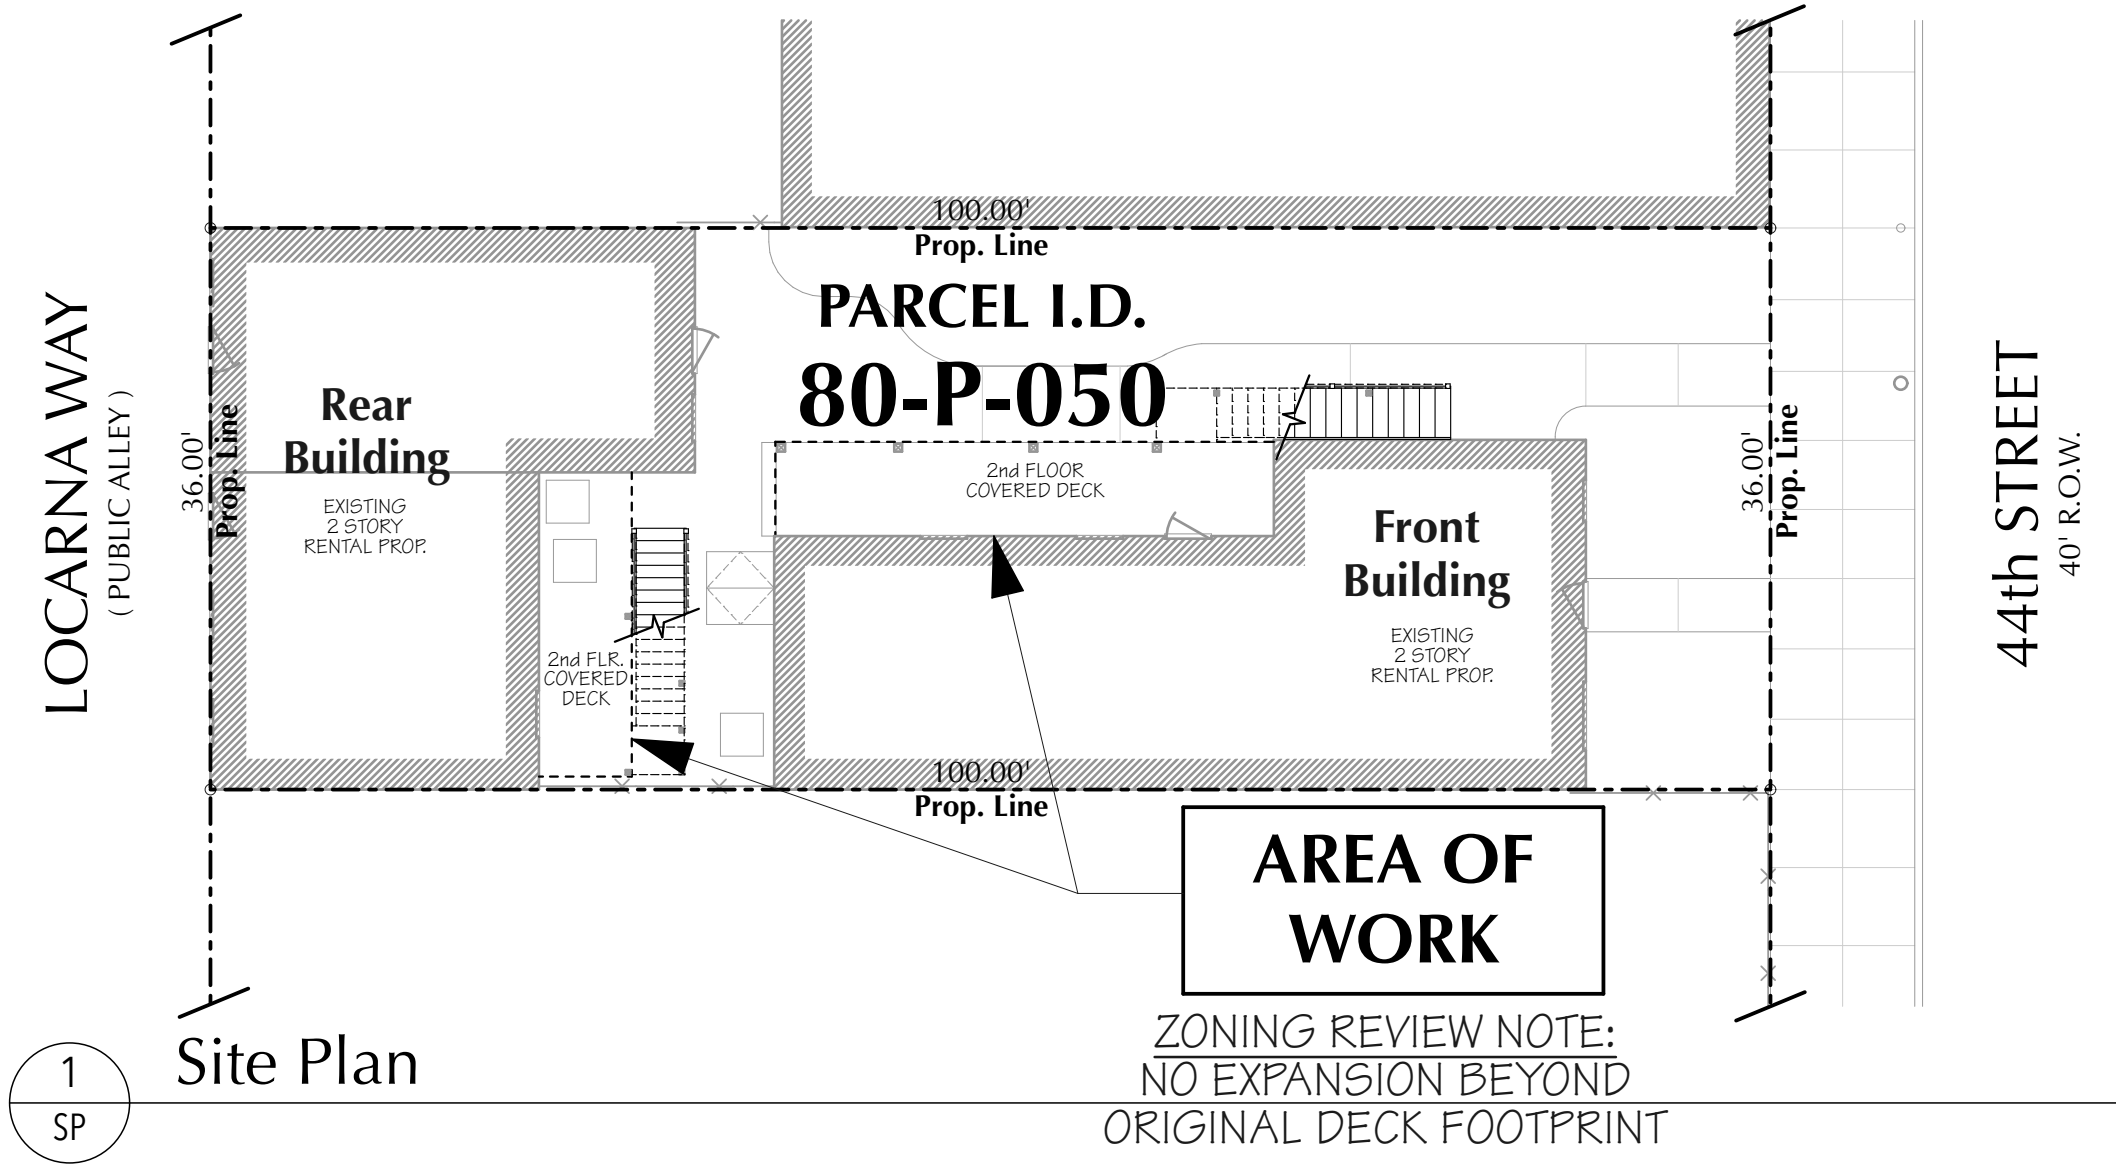 LOCARNA WAY
( PUBLIC ALLEY )
36.00'
Prop. Line
100.00'
Prop. Line
PARCEL I.D.
80-P-050
Rear
Building
EXISTING
2 STORY
RENTAL PROP.
2nd FLOOR
COVERED DECK
2nd FLR.
COVERED
DECK
Front
Building
EXISTING
2 STORY
RENTAL PROP.
36.00'
Prop. Line
44th STREET
40' R.O.W.
100.00'
Prop. Line
AREA OF
WORK
ZONING REVIEW NOTE:
NO EXPANSION BEYOND
ORIGINAL DECK FOOTPRINT
1
SP
Site Plan